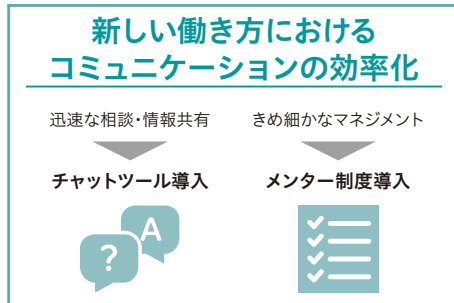 新しい働き方における
コミュニケーションの効率化
迅速な相談・情報共有
きめ細かなマネジメント
チャットツール導入
メンター制度導入
?
A